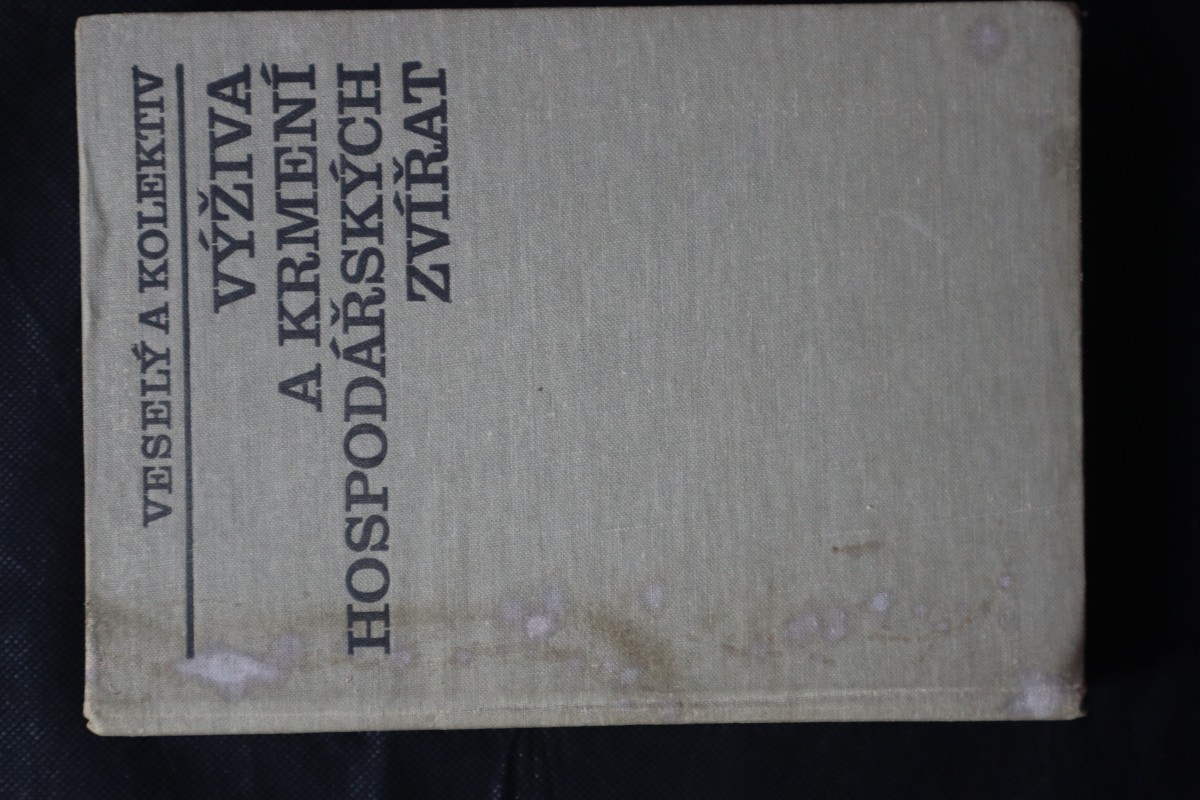 VESELÝ A KOLEKTIV
VÝŽIVA
A KRMENÍ
HOSPODÁŘSKÝCH
ZVÍŘAT